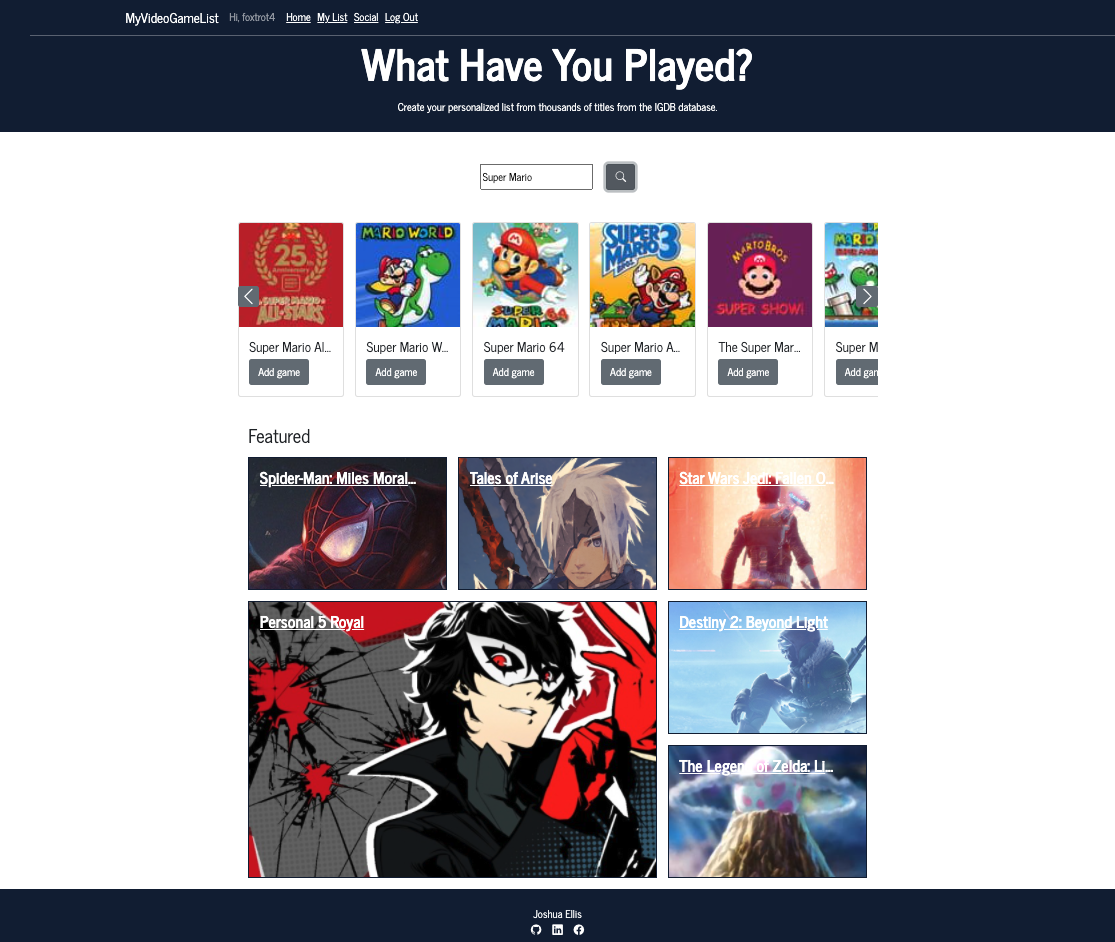 MyVideoGameList Hi, foxtrot4 Home My List Social Log Out
What Have You Played?
Create your personalized list from thousands of titles from the IGDB database.
Super Mario
25th
Anniversary
SUPER MARIO
ALL-STARS
MARIO WORLD
SUPER
MARIO 64
SUPER
MARIO 3
BROS
MARIO BROS
SUPER SHOW!
Super Mario Al...
Super Mario W...
Super Mario 64
Super Mario A...
The Super Mar...
Super M
Add game
Add game
Add game
Add game
Add game
Add gam
Featured
Spider-Man: Miles Moral...
Tales of Arise
Star Wars Jedi: Fallen O...
Personal 5 Royal
Destiny 2: Beyond Light
The Legend of Zelda: Li...
Joshua Ellis